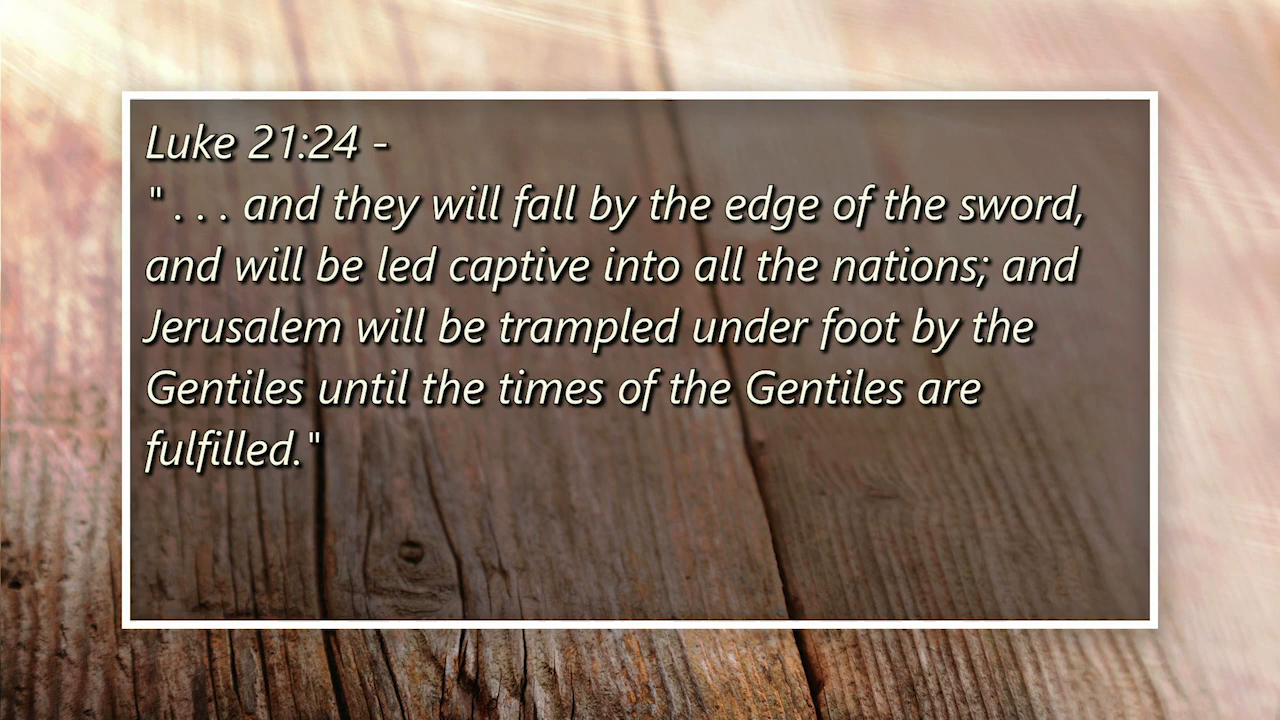 Luke 21:24 -
" . . . and they will fall by the edge of the sword,
and will be led captive into all the nations; and
Jerusalem will be trampled under foot by the
Gentiles until the times of the Gentiles are
fulfilled."